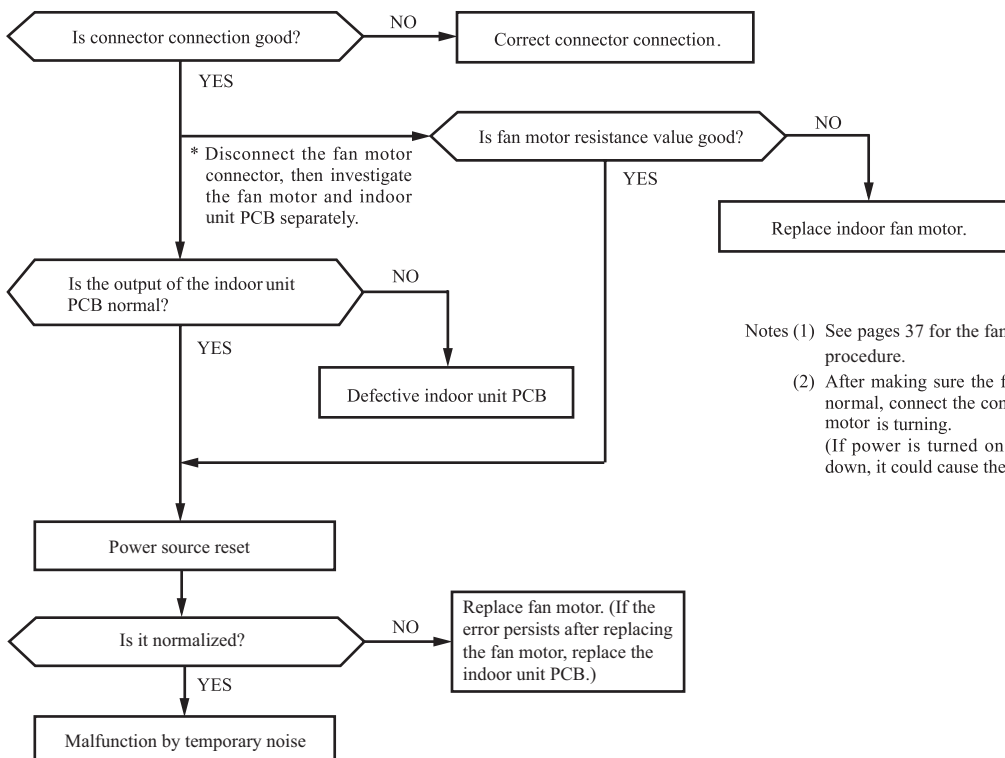 Is connector connection good?
NO
Correct connector connection.
YES
Is fan motor resistance value good?
NO
* Disconnect the fan motor
connector, then investigate
the fan motor and indoor
unit PCB separately.
YES
Replace indoor fan motor.
Is the output of the indoor unit
PCB normal?
NO
YES
Defective indoor unit PCB
Notes (1) See pages 37 for the fan
procedure.
(2) After making sure the
normal, connect the
motor is turning.
(If power is turned on
down, it could cause the
Power source reset
Is it normalized?
NO
Replace fan motor. (If the
error persists after replacing
the fan motor, replace the
indoor unit PCB.)
YES
Malfunction by temporary noise